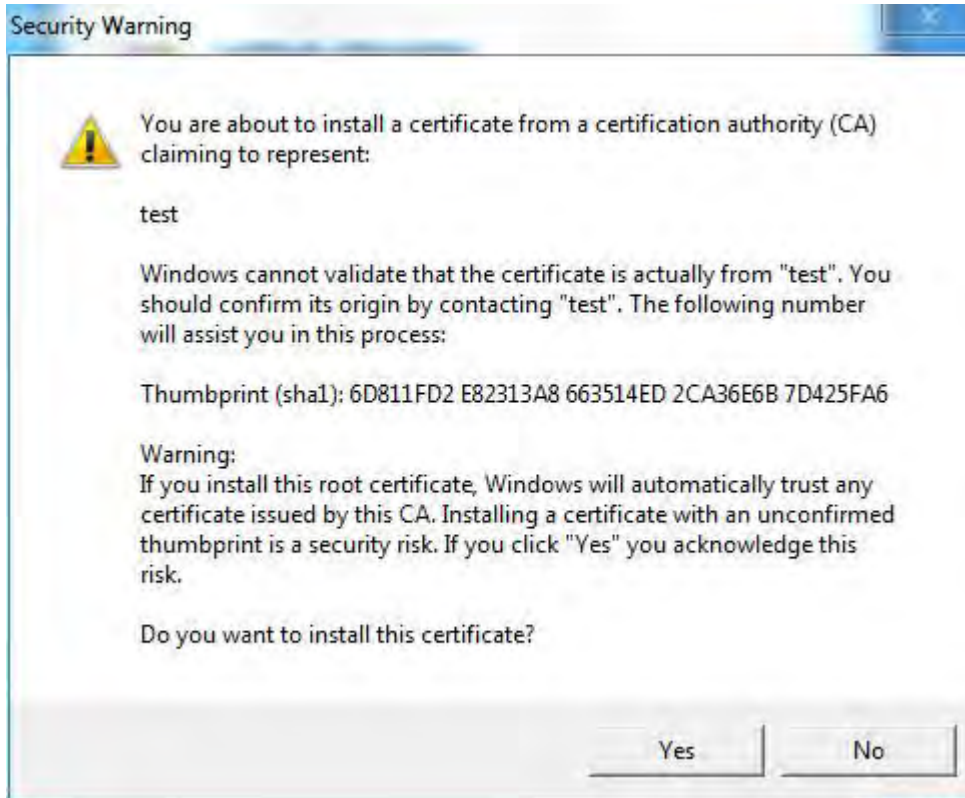 Security Warning
You are about to install a certificate from a certification authority (CA)
claiming to represent:
test
Windows cannot validate that the certificate is actually from "test". You
should confirm its origin by contacting "test". The following number
will assist you in this process:
Thumbprint (sha1): 6D811FD2 E82313A8 663514ED 2CA36E6B 7D425FA6
Warning:
If you install this root certificate, Windows will automatically trust any
certificate issued by this CA. Installing a certificate with an unconfirmed
thumbprint is a security risk. If you click "Yes" you acknowledge this
risk.
Do you want to install this certificate?
Yes
No